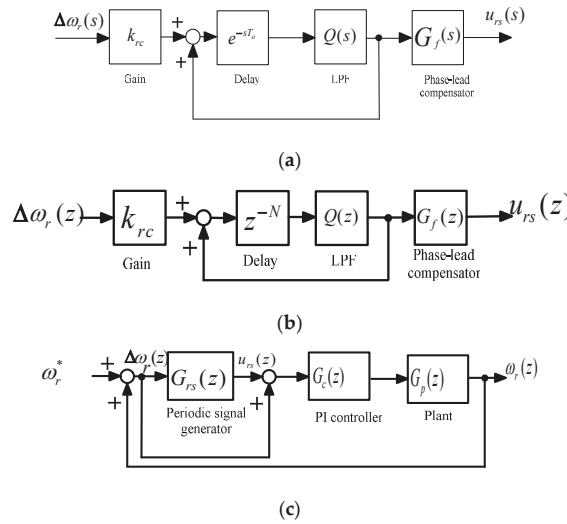 Δω_r(s) k_rc + + e^{-sT_o} Q(s) G_f(s) u_rs(s)
Gain Delay LPF Phase-lead
compensator
(a)
Δω_r(z) k_rc + + z^{-N} Q(z) G_f(z) u_rs(z)
Gain Delay LPF Phase-lead
compensator
(b)
ω_r^* + + Δω_r(z) G_rs(z) u_rs(z) + G_c(z) G_p(z) ω_r(z)
Periodic signal PI controller Plant
generator
(c)